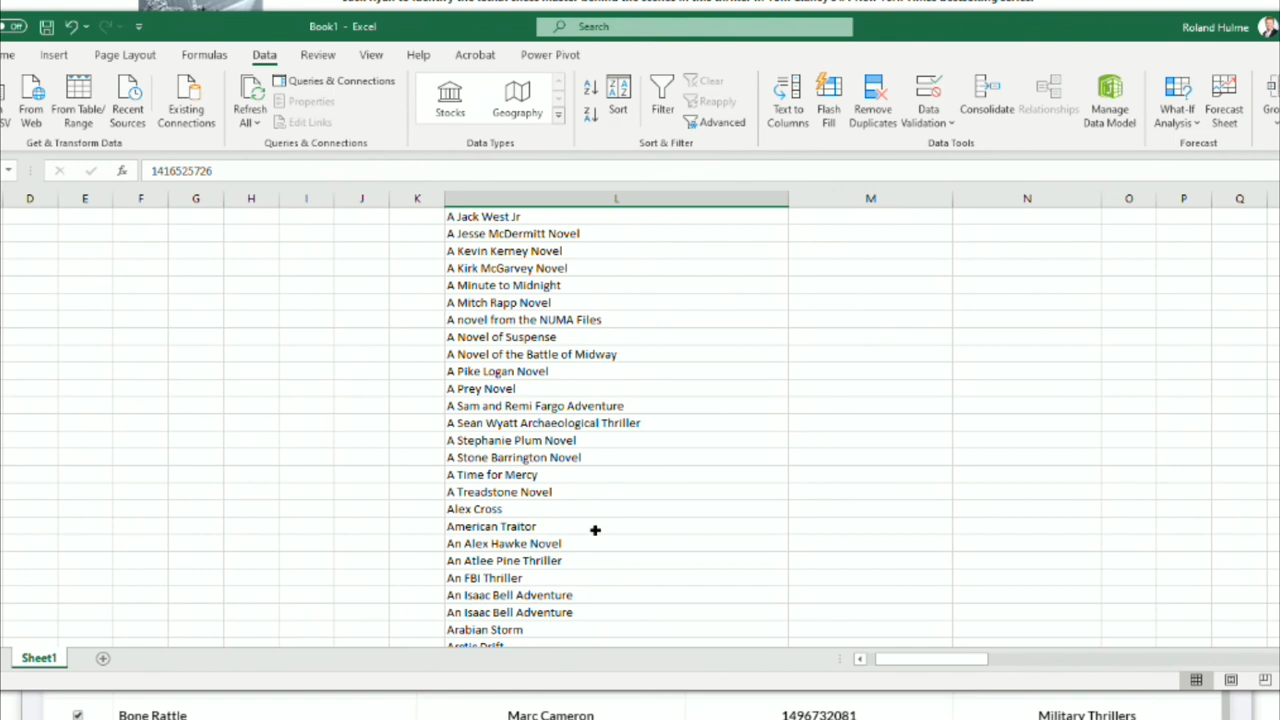 Off
Book1 - Excel
Search
Roland Hulme
Insert Page Layout Formulas Data Review View Help Acrobat Power Pivot
From Web
From Table/ Range
Recent Sources
Existing Connections
Get & Transform Data
Refresh All
Queries & Connections
Properties
Edit Links
Queries & Connections
Stocks
Geography
Data Types
Sort
Filter
Clear
Reapply
Advanced
Sort & Filter
Text to Columns
Flash Fill
Remove Duplicates
Data Validation
Consolidate
Relationships
Manage Data Model
Data Tools
What-If Analysis
Forecast Sheet
Forecast
fx 1416525726
D E F G H I J K L M N O P Q
A Jack West Jr
A Jesse McDermitt Novel
A Kevin Kerney Novel
A Kirk McGarvey Novel
A Minute to Midnight
A Mitch Rapp Novel
A novel from the NUMA Files
A Novel of Suspense
A Novel of the Battle of Midway
A Pike Logan Novel
A Prey Novel
A Sam and Remi Fargo Adventure
A Sean Wyatt Archaeological Thriller
A Stephanie Plum Novel
A Stone Barrington Novel
A Time for Mercy
A Treadstone Novel
Alex Cross
American Traitor
An Alex Hawke Novel
An Atlee Pine Thriller
An FBI Thriller
An Isaac Bell Adventure
An Isaac Bell Adventure
Arabian Storm
Arctic Drift
Sheet1
Bone Rattle Marc Cameron 1496732081 Military Thrillers